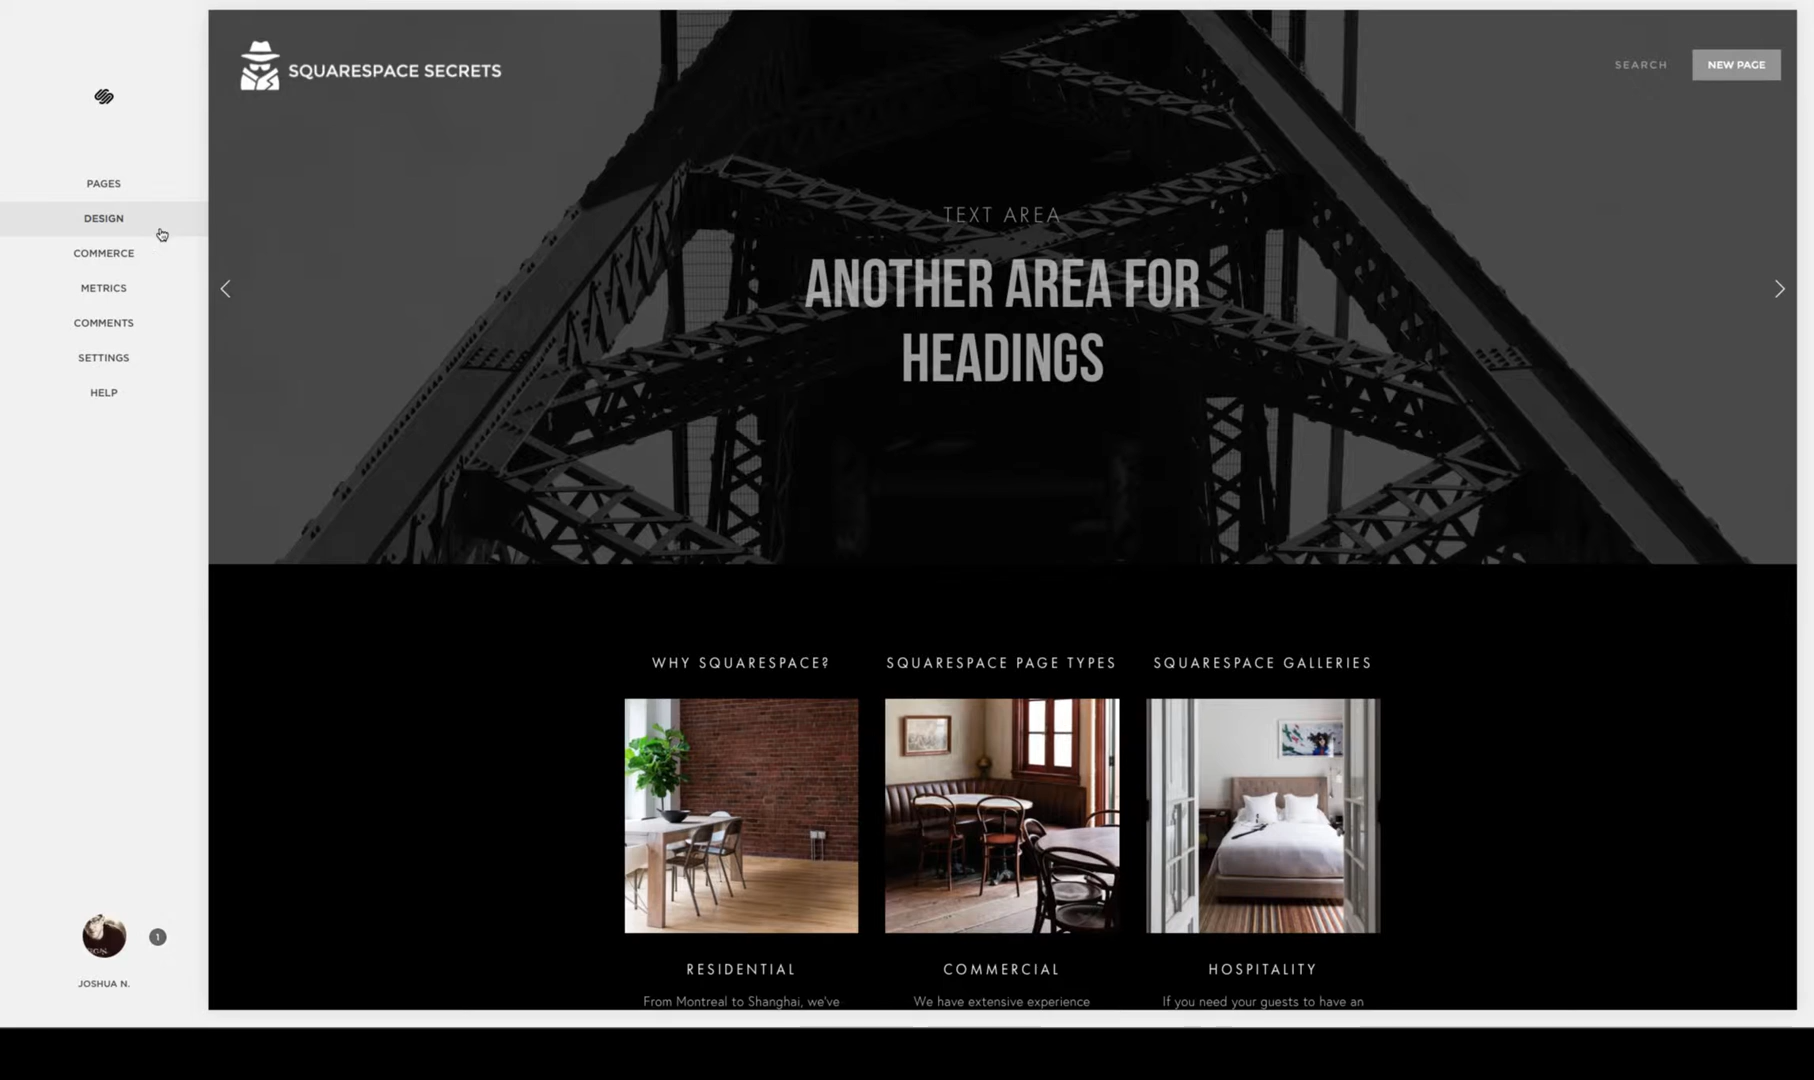 PAGES
DESIGN
COMMERCE
METRICS
COMMENTS
SETTINGS
HELP
1
JOSHUA N.
SQUARESPACE SECRETS
SEARCH
NEW PAGE
TEXT AREA
ANOTHER AREA FOR
HEADINGS
WHY SQUARESPACE?
SQUARESPACE PAGE TYPES
SQUARESPACE GALLERIES
RESIDENTIAL
COMMERCIAL
HOSPITALITY
From Montreal to Shanghai, we've
We have extensive experience
If you need your guests to have an